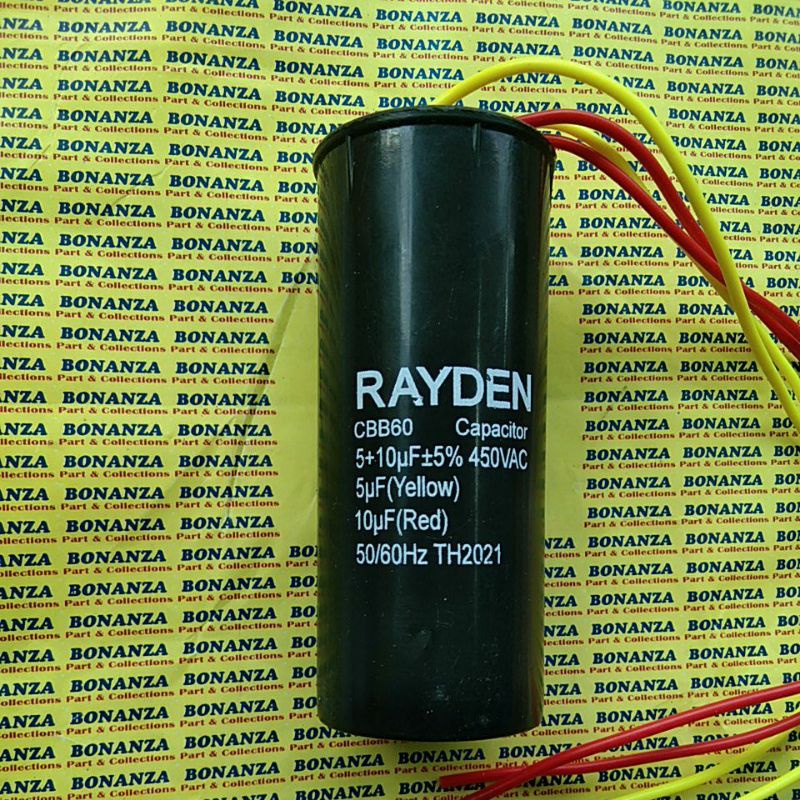 RAYDEN
CBB60 Capacitor
5+10µF±5% 450VAC
5µF(Yellow)
10µF(Red)
50/60Hz TH2021
BONANZA
Part & Collections